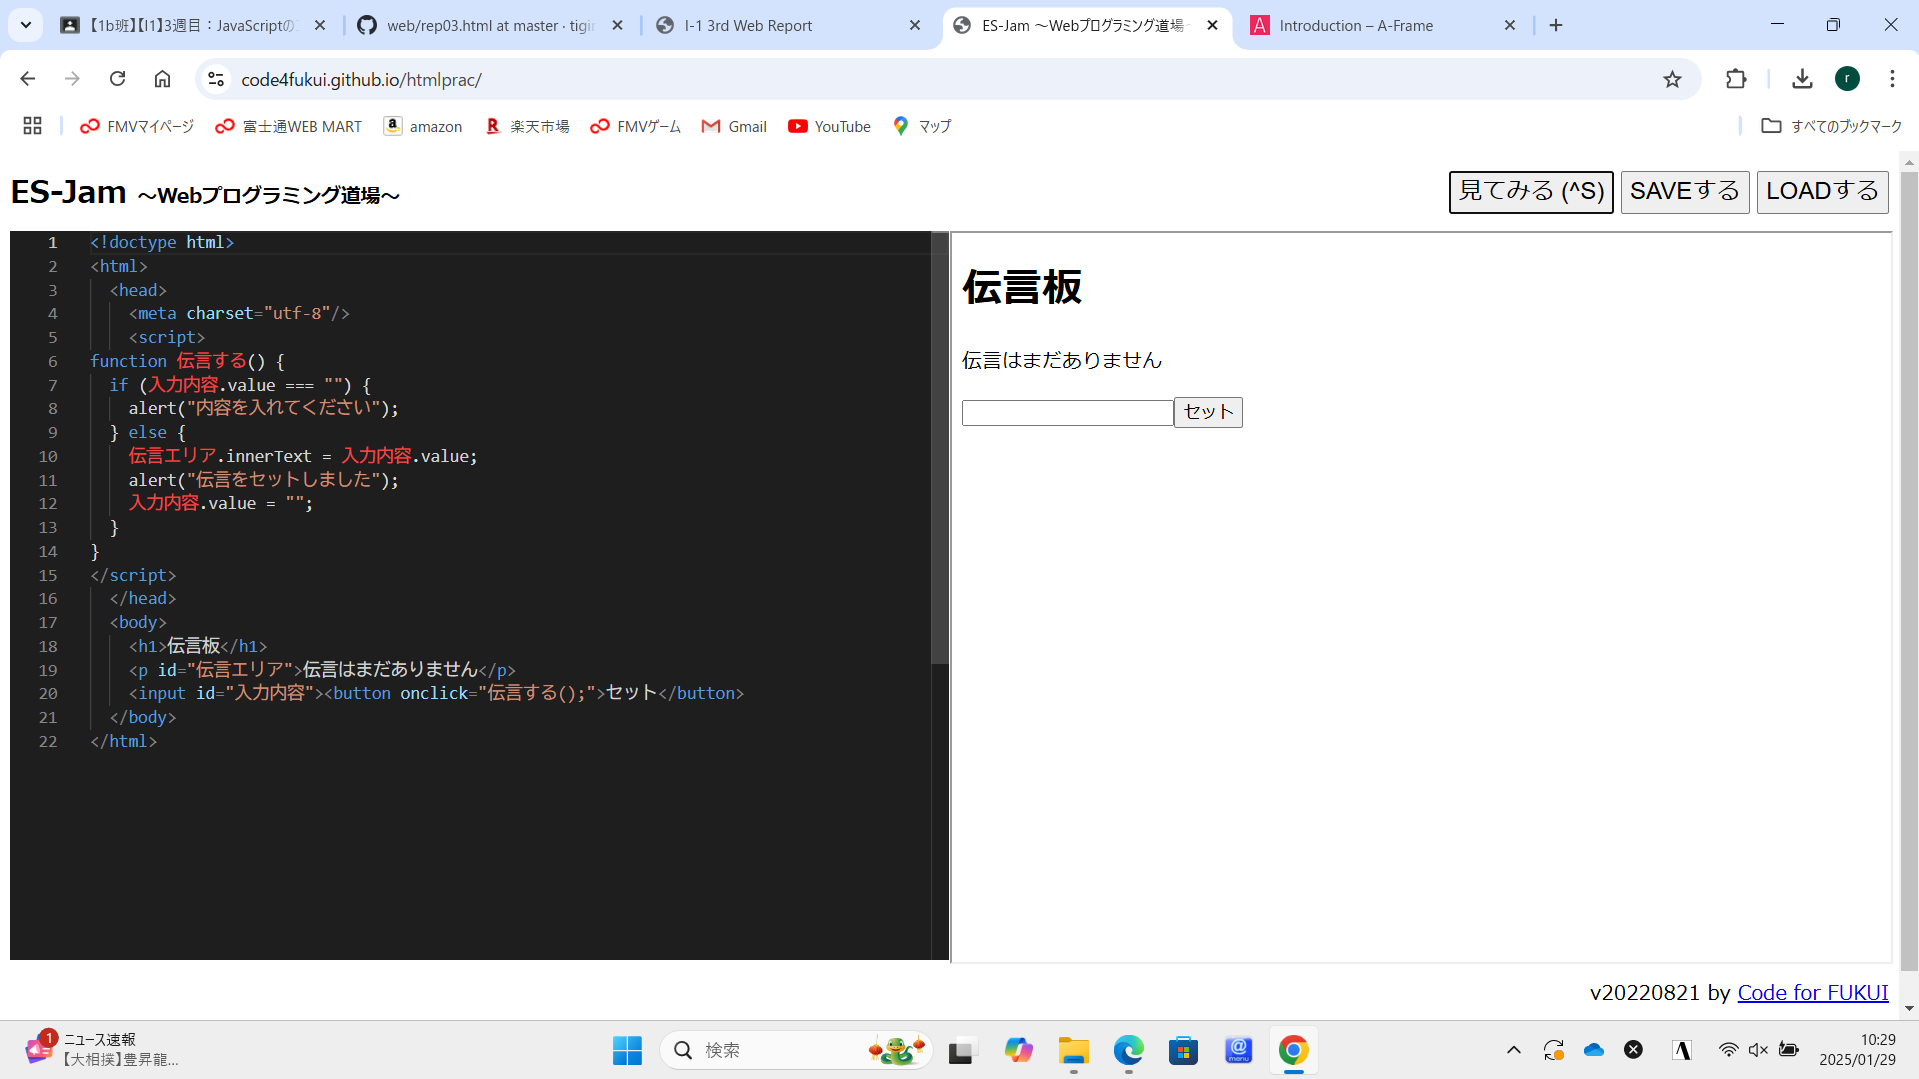 【1b班】【I1】3週目：JavaScriptの
web/rep03.html at master · tigir
I-1 3rd Web Report
ES-Jam ～Webプログラミング道場～
Introduction – A-Frame
code4fukui.github.io/htmlprac/
r
FMVマイページ
富士通WEB MART
amazon
楽天市場
FMVゲーム
Gmail
YouTube
マップ
すべてのブックマーク
ES-Jam ～Webプログラミング道場～
見てみる (^S)
SAVEする
LOADする
1 <!doctype html>
2 <html>
3 <head>
4 <meta charset="utf-8"/>
5 <script>
6 function 伝言する() {
7 if (入力内容.value === "") {
8 alert("内容を入れてください");
9 } else {
10 伝言エリア.innerText = 入力内容.value;
11 alert("伝言をセットしました");
12 入力内容.value = "";
13 }
14 }
15 </script>
16 </head>
17 <body>
18 <h1>伝言板</h1>
19 <p id="伝言エリア">伝言はまだありません</p>
20 <input id="入力内容"><button onclick="伝言する();">セット</button>
21 </body>
22 </html>
伝言板
伝言はまだありません
セット
v20220821 by Code for FUKUI
1
ニュース速報
【大相撲】豊昇龍...
検索
@
menu
A
10:29
2025/01/29